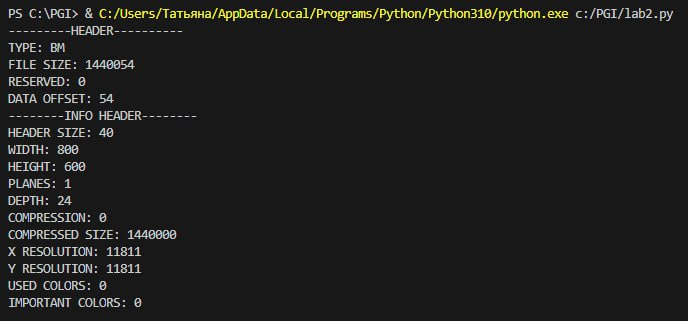 PS C:\PGI> & C:/Users/Татьяна/AppData/Local/Programs/Python/Python310/python.exe c:/PGI/lab2.py
---------HEADER----------
TYPE: BM
FILE SIZE: 1440054
RESERVED: 0
DATA OFFSET: 54
--------INFO HEADER--------
HEADER SIZE: 40
WIDTH: 800
HEIGHT: 600
PLANES: 1
DEPTH: 24
COMPRESSION: 0
COMPRESSED SIZE: 1440000
X RESOLUTION: 11811
Y RESOLUTION: 11811
USED COLORS: 0
IMPORTANT COLORS: 0